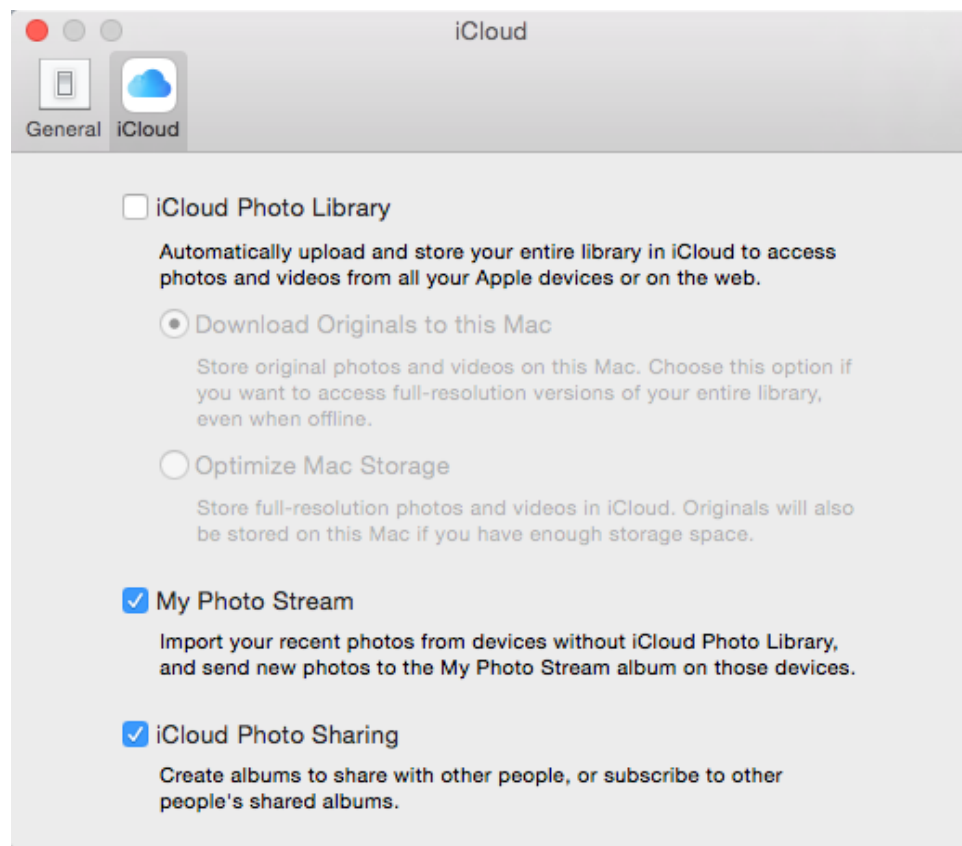 iCloud
General
iCloud
iCloud Photo Library
Automatically upload and store your entire library in iCloud to access
photos and videos from all your Apple devices or on the web.
Download Originals to this Mac
Store original photos and videos on this Mac. Choose this option if
you want to access full-resolution versions of your entire library,
even when offline.
Optimize Mac Storage
Store full-resolution photos and videos in iCloud. Originals will also
be stored on this Mac if you have enough storage space.
My Photo Stream
Import your recent photos from devices without iCloud Photo Library,
and send new photos to the My Photo Stream album on those devices.
iCloud Photo Sharing
Create albums to share with other people, or subscribe to other
people's shared albums.